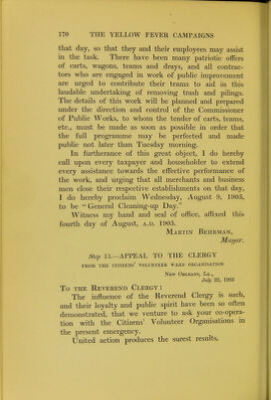 170 THE YELLOW FEVER CAMPAIGNS
that day, so that they and their employees may assist
in the task. There have been many patriotic offers
of carts, wagons, teams and drays, and all contrac-
tors who are engaged in work of public improvement
are urged to contribute their teams to aid in this
laudable undertaking of removing trash and pilings.
The details of this work will be planned and prepared
under the direction and control of the Commissioner
of Public Works, to whom the tender of carts, teams,
etc., must be made as soon as possible in order that
the full programme may be perfected and made
public not later than Tuesday morning.
In furtherance of this great object, I do hereby
call upon every taxpayer and householder to extend
every assistance towards the effective performance of
the work, and urging that all merchants and business
men close their respective establishments on that day,
I do hereby proclaim Wednesday, August 9, 1905,
to be "General Cleaning-up Day."
Witness my hand and seal of office, affixed this
fourth day of August, A.D. 1905.
MARTIN BEHRMAN,
Mayor.
Step 13.—APPEAL TO THE CLERGY
FROM THE CITIZENS' VOLUNTEER WARD ORGANISATION
NEW ORLEANS, LA.,
July 1905
TO THE REVEREND CLERGY:
The influence of the Reverend Clergy is such,
and their loyalty and public spirit have been so often
demonstrated, that we venture to ask your co-opera-
tion with the Citizens' Volunteer Organisations in
the present emergency.
United action produces the surest results.